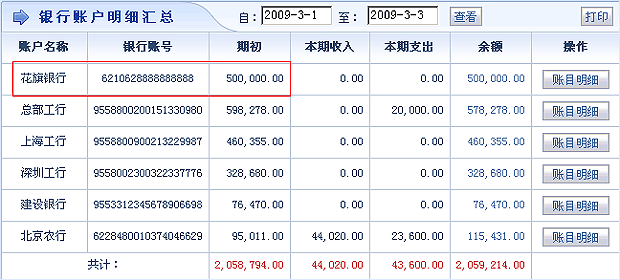 银行账户明细汇总 自: 2009-3-1 至: 2009-3-3 查看 打印
账户名称 银行账号 期初 本期收入 本期支出 余额 操作
花旗银行 6210628888888888 500,000.00 0.00 0.00 500,000.00 账目明细
总部工行 9558800200151330980 598,278.00 0.00 20,000.00 578,278.00 账目明细
上海工行 9558800900213229987 460,355.00 0.00 0.00 460,355.00 账目明细
深圳工行 9558002300322337776 328,680.00 0.00 0.00 328,680.00 账目明细
建设银行 9553312345678906698 76,470.00 0.00 0.00 76,470.00 账目明细
北京农行 6228480010374046629 95,011.00 44,020.00 23,600.00 115,431.00 账目明细
共计: 2,058,794.00 44,020.00 43,600.00 2,059,214.00